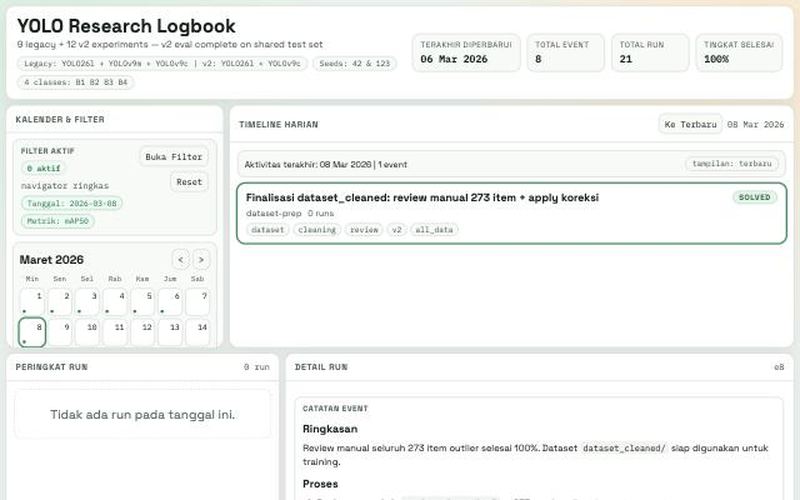 YOLO Research Logbook
9 legacy + 12 v2 experiments — v2 eval complete on shared test set
Legacy: YOLO26l + YOLOv9m + YOLOv9c | v2: YOLO26l + YOLOv9c
Seeds: 42 & 123
4 classes: B1 B2 B3 B4
TERAKHIR DIPERBARUI
06 Mar 2026
TOTAL EVENT
8
TOTAL RUN
21
TINGKAT SELESAI
100%
KALENDER & FILTER
FILTER AKTIF
0 aktif
navigator ringkas
Tanggal: 2026-03-08
Metrik: mAP50
Buka Filter
Reset
Maret 2026
< >
Min Sen Sel Rab Kam Jum Sab
1 2 3 4 5 6 7
8 9 10 11 12 13 14
TIMELINE HARIAN
Ke Terbaru
08 Mar 2026
Aktivitas terakhir: 08 Mar 2026 | 1 event
tampilan: terbaru
Finalisasi dataset_cleaned: review manual 273 item + apply koreksi
SOLVED
dataset-prep 0 runs
dataset cleaning review v2 all_data
PERINGKAT RUN
0 run
Tidak ada run pada tanggal ini.
DETAIL RUN
e8
CATATAN EVENT
Ringkasan
Review manual seluruh 273 item outlier selesai 100%. Dataset dataset_cleaned/ siap digunakan untuk
training.
Proses